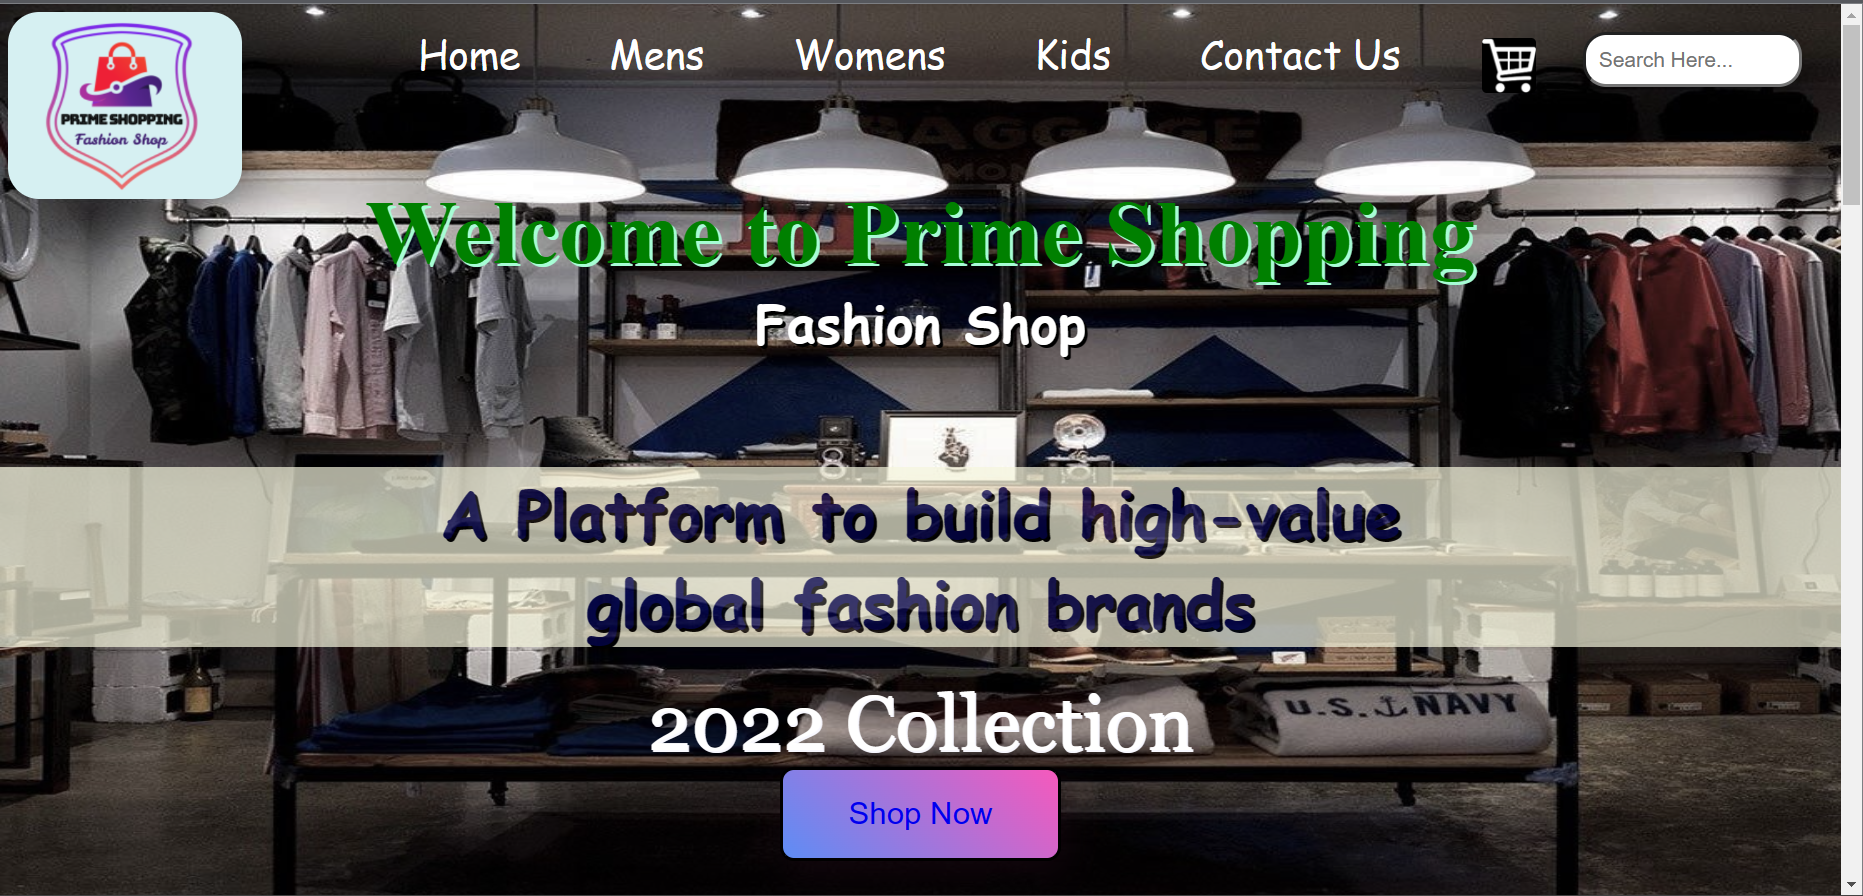 PRIME SHOPPING
Fashion Shop
Home Mens Womens Kids Contact Us Search Here...
BAGGAGE
Welcome to Prime Shopping
Fashion Shop
A Platform to build high-value
global fashion brands
2022 Collection
U.S. NAVY
Shop Now